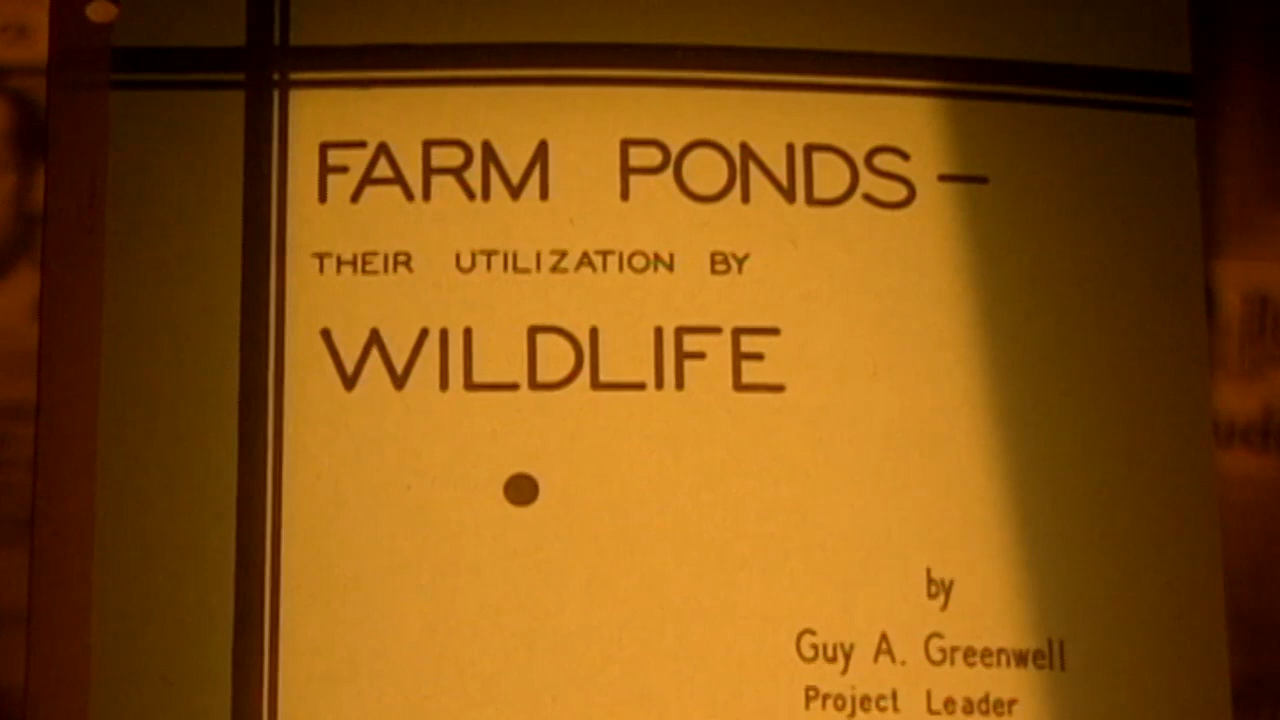 FARM PONDS—
THEIR UTILIZATION BY
WILDLIFE
by
Guy A. Greenwell
Project Leader